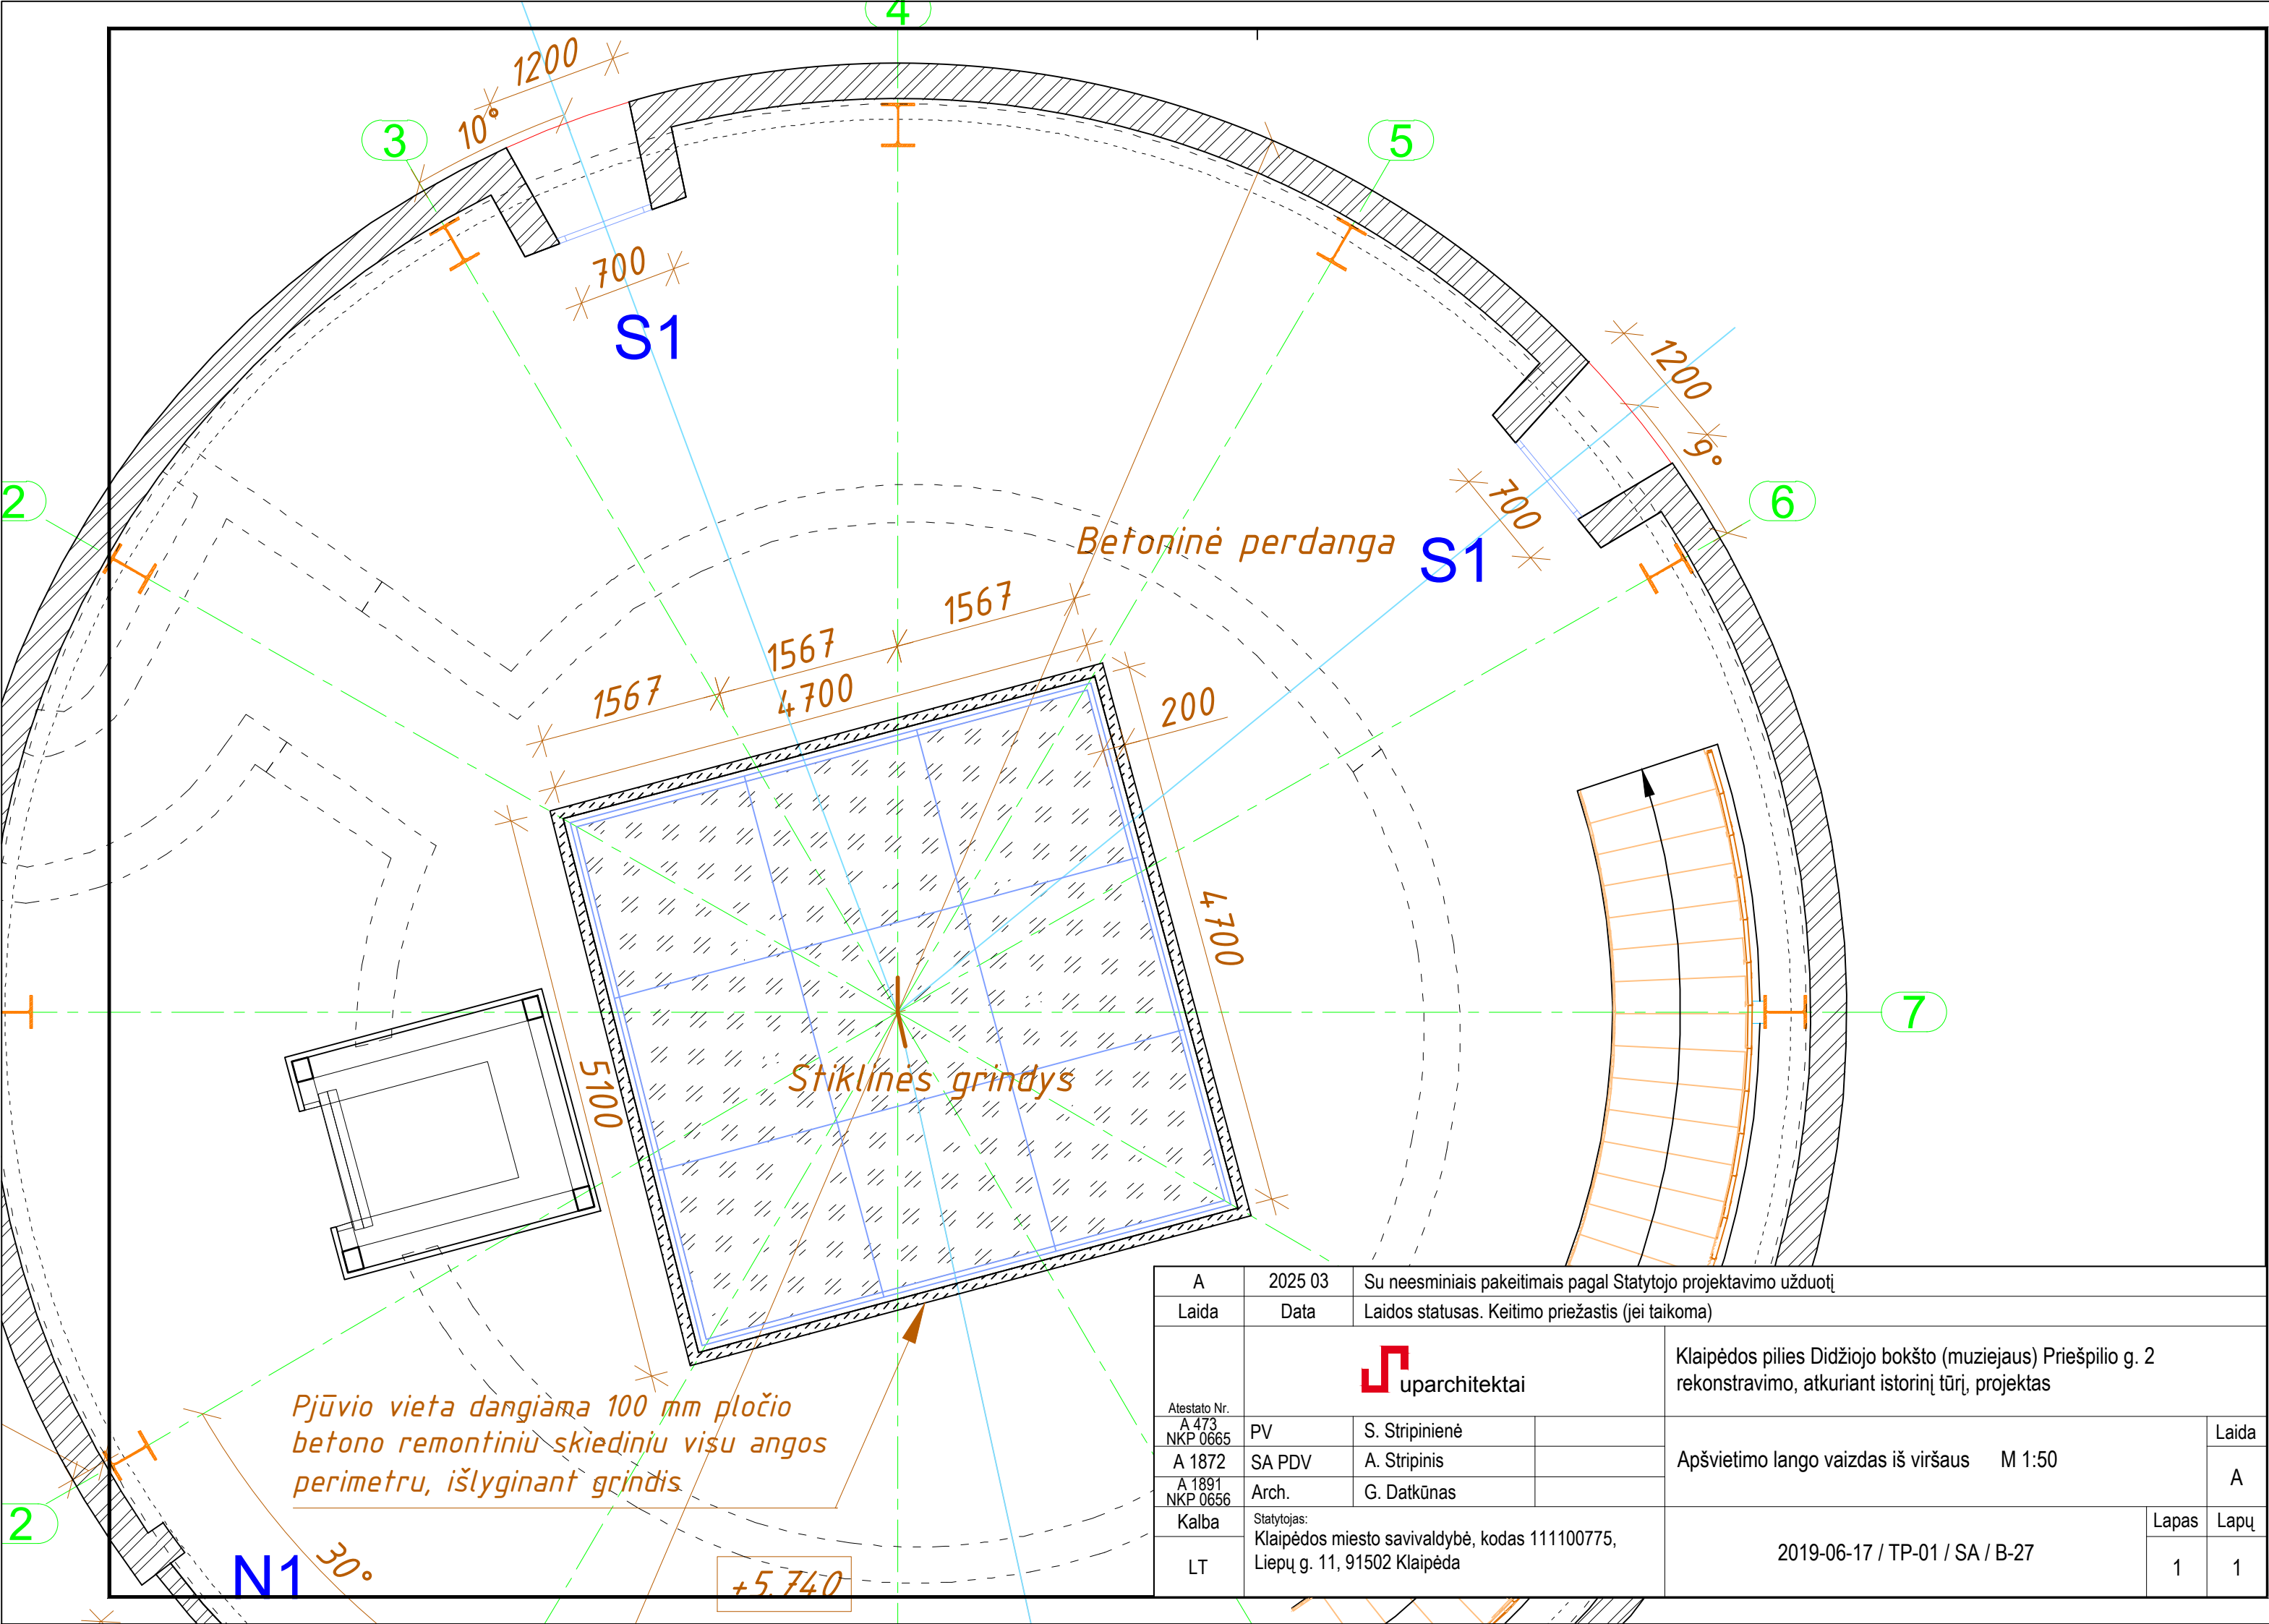 4
1200
10°
3
5
700
S1
1200
9°
2
700
6
Betoninė perdanga
S1
1567
1567
1567
4700
200
4700
7
Stiklinės grindys
5100
Pjūvio vieta dangiama 100 mm pločio
betono remontiniu skiediniu visu angos
perimetru, išlyginant grindis
2
N1
30°
+5.740
A 2025 03 Su neesminiais pakeitimais pagal Statytojo projektavimo užduotį
Laida Data Laidos statusas. Keitimo priežastis (jei taikoma)
uparchitektai
Klaipėdos pilies Didžiojo bokšto (muziejaus) Priešpilio g. 2
rekonstravimo, atkuriant istorinį tūrį, projektas
Atestato Nr.
A 473
NKP 0665
PV S. Stripinienė
A 1872 SA PDV A. Stripinis
A 1891
NKP 0656
Arch. G. Datkūnas
Apšvietimo lango vaizdas iš viršaus M 1:50
Laida
A
Kalba
LT
Statytojas:
Klaipėdos miesto savivaldybė, kodas 111100775,
Liepų g. 11, 91502 Klaipėda
2019-06-17 / TP-01 / SA / B-27
Lapas Lapų
1 1